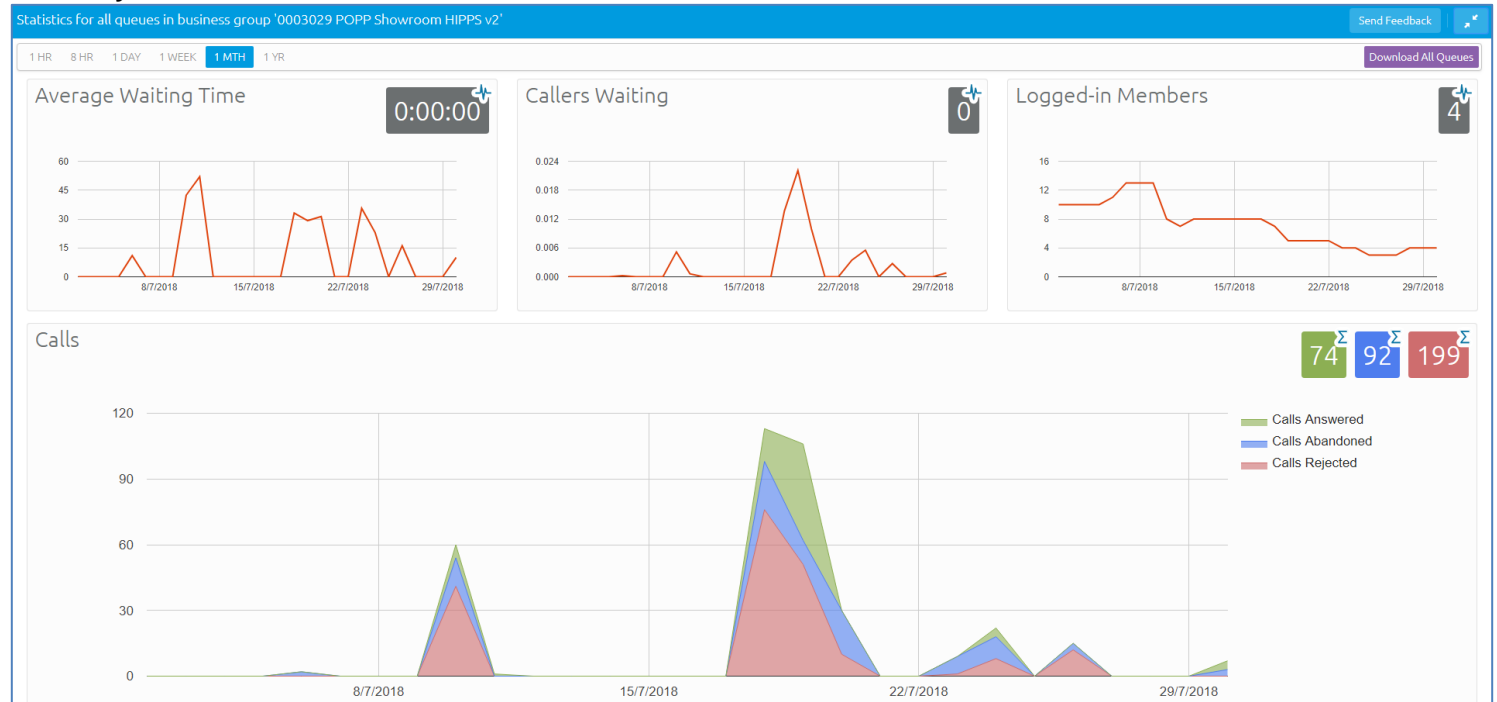 Statistics for all queues in business group '0003029 POPP Showroom HIPPS v2'
Send Feedback
1 HR 8 HR 1 DAY 1 WEEK 1 MTH 1 YR
Download All Queues
Average Waiting Time
0:00:00
60
45
30
15
0
8/7/2018 15/7/2018 22/7/2018 29/7/2018
Callers Waiting
0
0.024
0.018
0.012
0.006
0.000
8/7/2018 15/7/2018 22/7/2018 29/7/2018
Logged-in Members
4
16
12
8
4
0
8/7/2018 15/7/2018 22/7/2018 29/7/2018
Calls
74 Σ 92 Σ 199 Σ
120
90
60
30
0
8/7/2018 15/7/2018 22/7/2018 29/7/2018
Calls Answered
Calls Abandoned
Calls Rejected